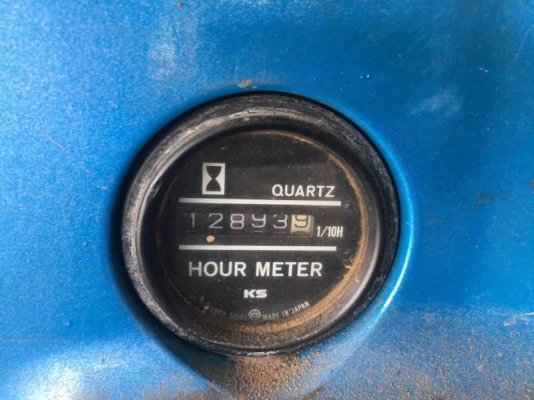 QUARTZ
128939
1/10H
HOUR METER
KS
MADE IN JAPAN